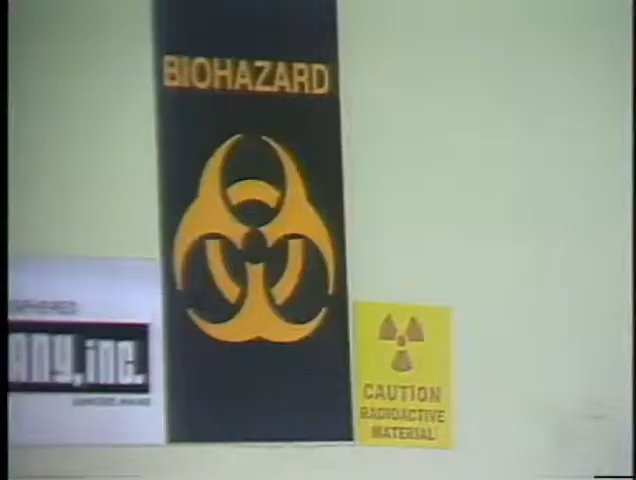 BIOHAZARD
any, inc.
CAUTION
RADIOACTIVE
MATERIAL